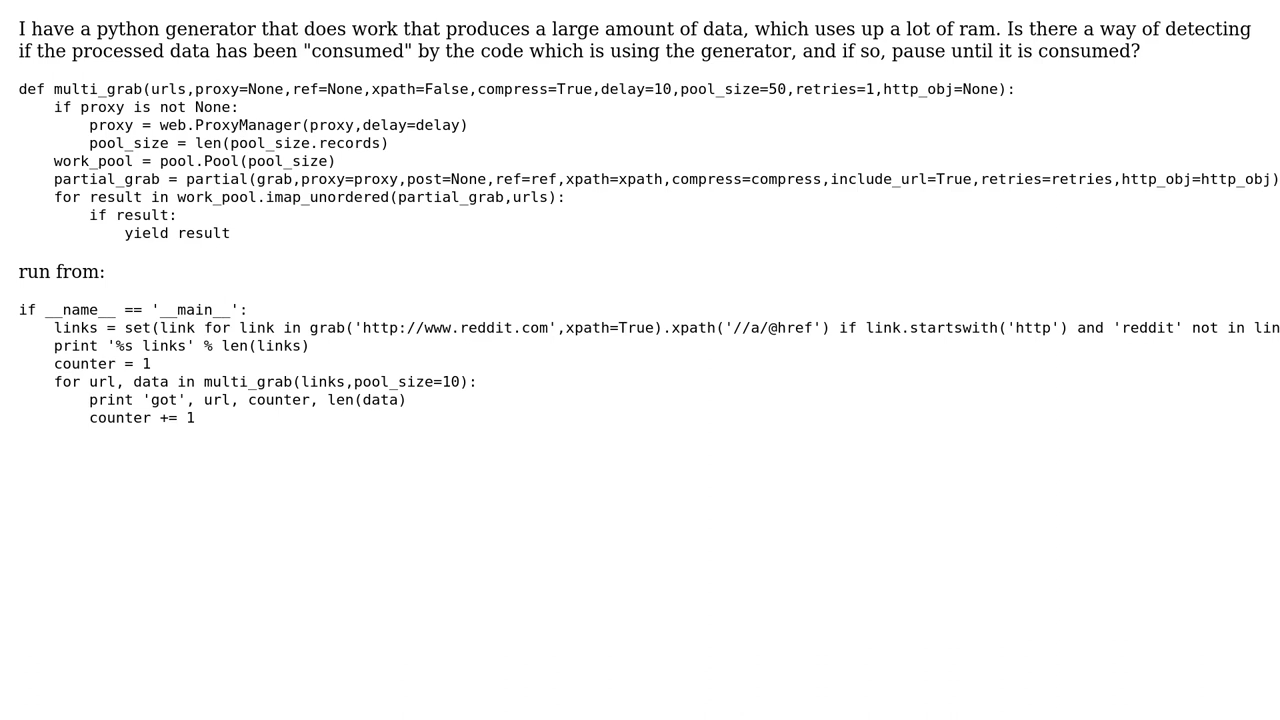 I have a python generator that does work that produces a large amount of data, which uses up a lot of ram. Is there a way of detecting
if the processed data has been "consumed" by the code which is using the generator, and if so, pause until it is consumed?
def multi_grab(urls,proxy=None,ref=None,xpath=False,compress=True,delay=10,pool_size=50,retries=1,http_obj=None):
    if proxy is not None:
        proxy = web.ProxyManager(proxy,delay=delay)
        pool_size = len(pool_size.records)
    work_pool = pool.Pool(pool_size)
    partial_grab = partial(grab,proxy=proxy,post=None,ref=ref,xpath=xpath,compress=compress,include_url=True,retries=retries,http_obj=http_obj)
    for result in work_pool.imap_unordered(partial_grab,urls):
        if result:
            yield result
run from:
if __name__ == '__main__':
    links = set(link for link in grab('http://www.reddit.com',xpath=True).xpath('//a/@href') if link.startswith('http') and 'reddit' not in lin
    print '%s links' % len(links)
    counter = 1
    for url, data in multi_grab(links,pool_size=10):
        print 'got', url, counter, len(data)
        counter += 1